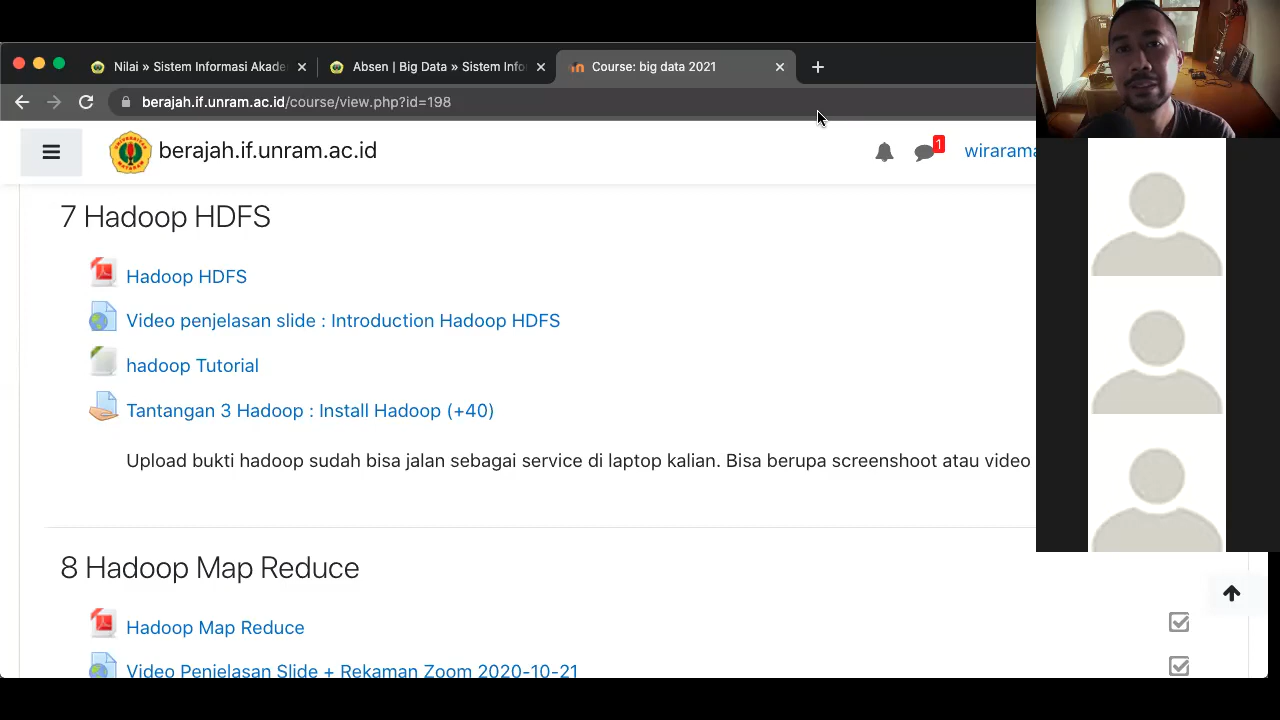 Nilai » Sistem Informasi Akade
Absen | Big Data » Sistem Info
Course: big data 2021
berajah.if.unram.ac.id/course/view.php?id=198
berajah.if.unram.ac.id
1
wirarama
7 Hadoop HDFS
Hadoop HDFS
Video penjelasan slide : Introduction Hadoop HDFS
hadoop Tutorial
Tantangan 3 Hadoop : Install Hadoop (+40)
Upload bukti hadoop sudah bisa jalan sebagai service di laptop kalian. Bisa berupa screenshoot atau video
8 Hadoop Map Reduce
Hadoop Map Reduce
Video Penjelasan Slide + Rekaman Zoom 2020-10-21